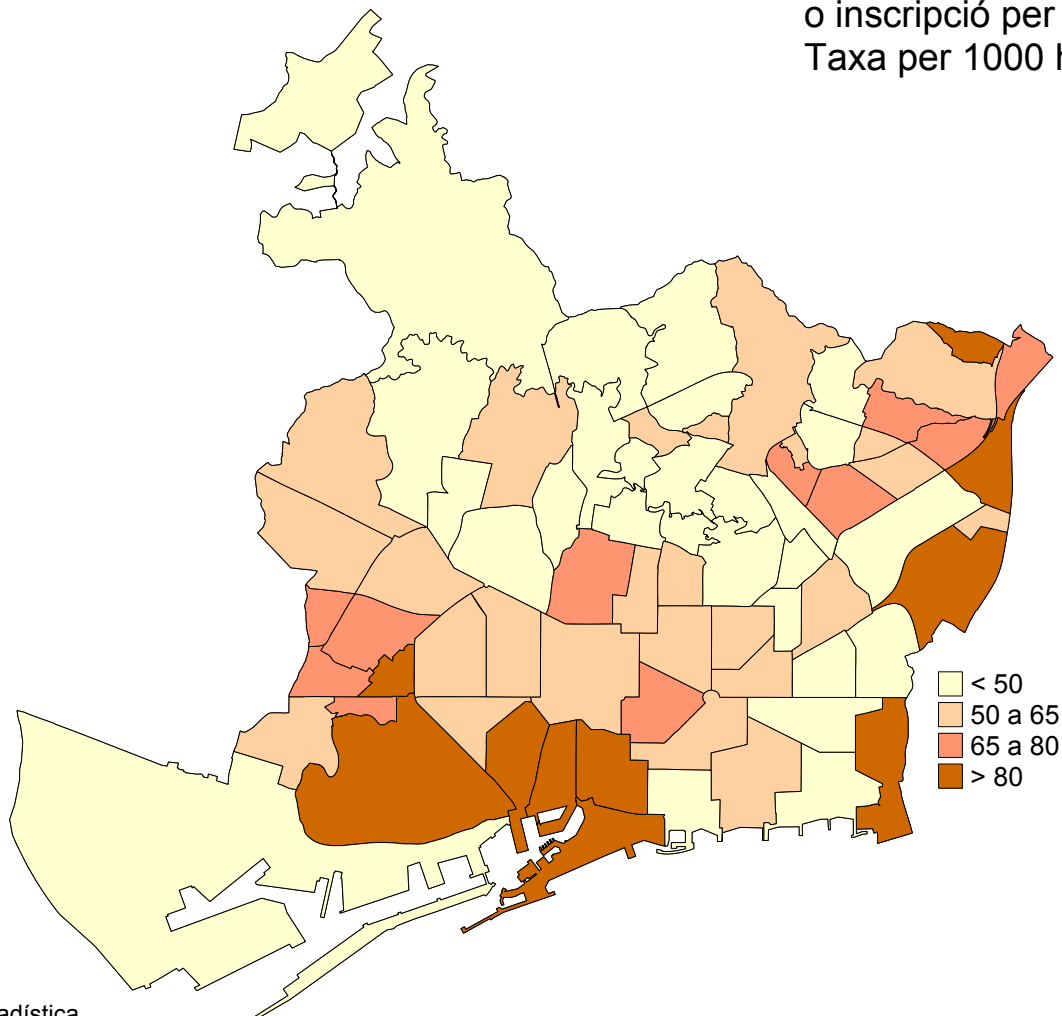 o inscripció per
Taxa per 1000
< 50
50 a 65
65 a 80
> 80
adística